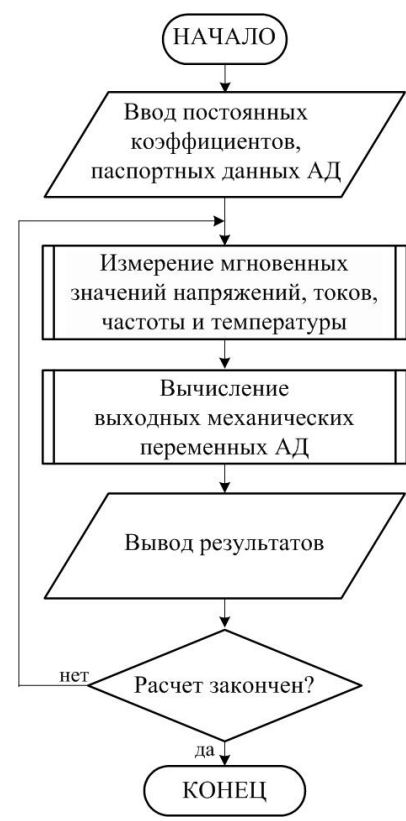 НАЧАЛО
Ввод постоянных
коэффициентов,
паспортных данных АД
Измерение мгновенных
значений напряжений, токов,
частоты и температуры
Вычисление
выходных механических
переменных АД
Вывод результатов
нет
Расчет закончен?
да
КОНЕЦ